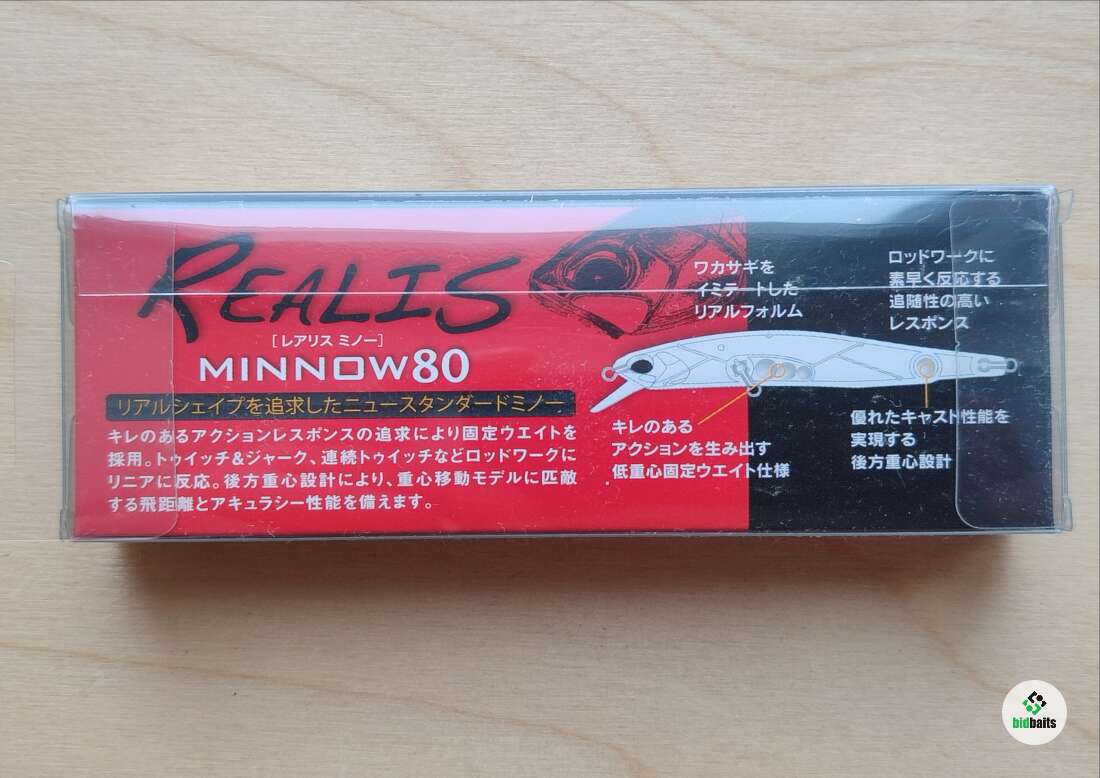 REALIS
[レアリス ミノー]
MINNOW80
リアルシェイプを追求したニュースタンダードミノー
キレのあるアクションレスポンスの追求により固定ウエイトを
採用。トゥイッチ&ジャーク、連続トゥイッチなどロッドワークに
リニアに反応。後方重心設計により、重心移動モデルに匹敵
する飛距離とアキュラシー性能を備えます。
ワカサギを
イミテートした
リアルフォルム
ロッドワークに
素早く反応する
追随性の高い
レスポンス
キレのある
アクションを生み出す
低重心固定ウエイト仕様
優れたキャスト性能を
実現する
後方重心設計
bidbaits